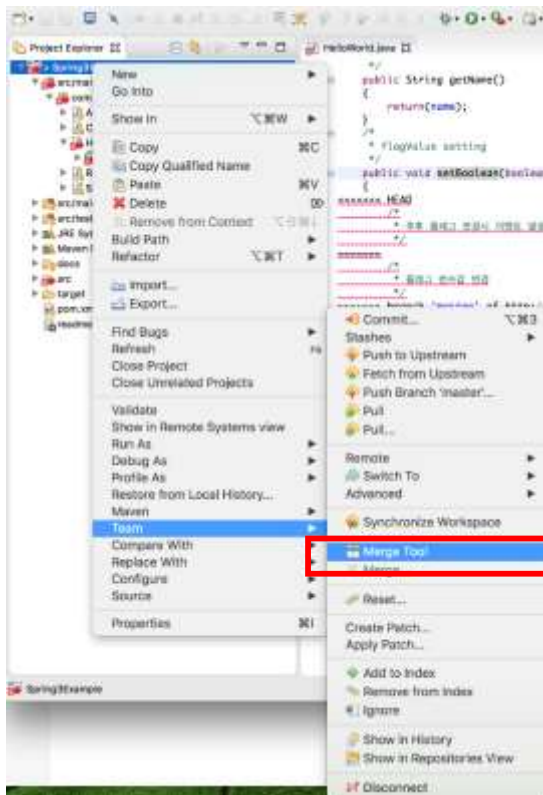 Project Explorer
HelloWorld.java
public String getName()
{
return(name);
}
/*
* flagValue setting
*/
public void setBoolean(boolea
{
HEAD
/*
*/
=======
/*
*/
New
Go Into
Show In ⌥⌘W
Copy ⌘C
Copy Qualified Name
Paste ⌘V
Delete
Remove from Context
Build Path
Refactor ⌥⌘T
Import...
Export...
Find Bugs
Refresh
Close Project
Close Unrelated Projects
Validate
Show in Remote Systems view
Run As
Debug As
Profile As
Restore from Local History...
Maven
Team
Compare With
Replace With
Configure
Source
Properties ⌘I
Commit... ⌥⌘3
Stashes
Push to Upstream
Fetch from Upstream
Push Branch 'master'...
Pull
Pull...
Remote
Switch To
Advanced
Synchronize Workspace
Merge Tool
Merge...
Reset...
Create Patch...
Apply Patch...
Add to Index
Remove from Index
Ignore
Show in History
Show in Repositories View
Disconnect
docs
src
target
Spring3Example